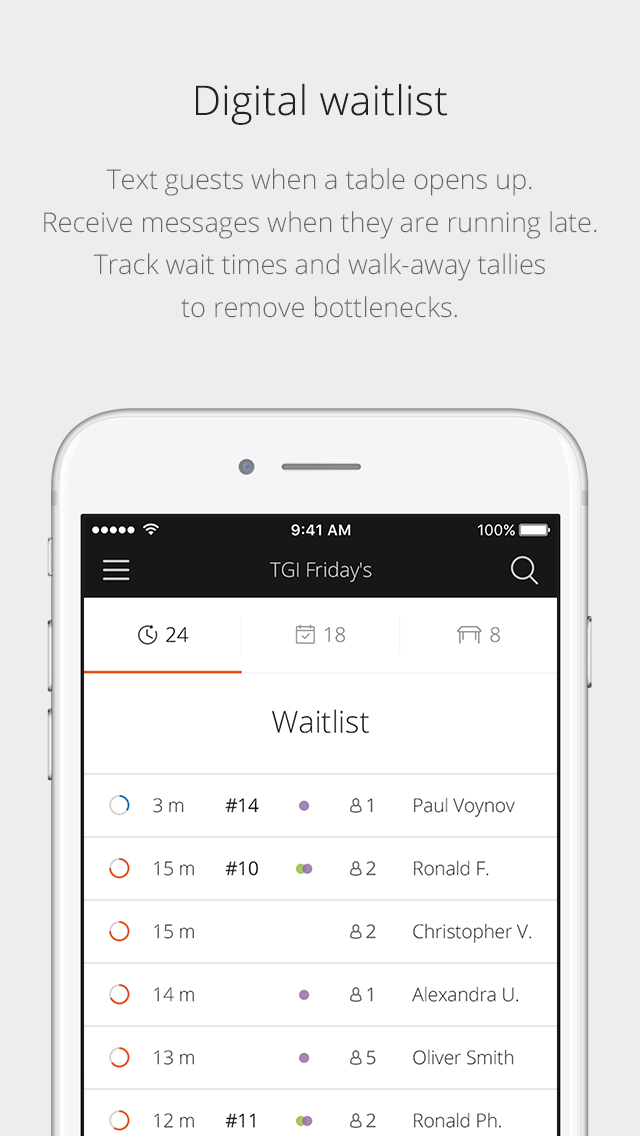 Digital waitlist
Text guests when a table opens up.
Receive messages when they are running late.
Track wait times and walk-away tallies
to remove bottlenecks.
9:41 AM 100%
TGI Friday's
24 18 8
Waitlist
3 m #14 1 Paul Voynov
15 m #10 2 Ronald F.
15 m 2 Christopher V.
14 m 1 Alexandra U.
13 m 5 Oliver Smith
12 m #11 2 Ronald Ph.